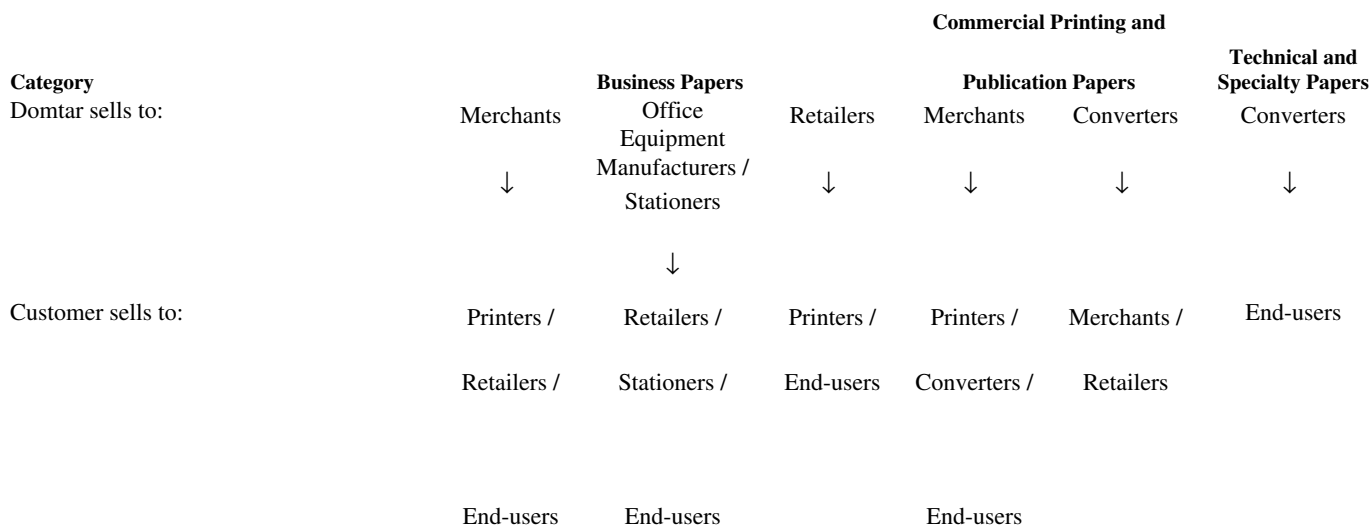 Commercial Printing and
Technical and
Category Business Papers Publication Papers Specialty Papers
Domtar sells to: Merchants Office Retailers Merchants Converters Converters
Equipment
Manufacturers /
↓ ↓ ↓ ↓ ↓
Stationers
↓
Customer sells to: Printers / Retailers / Printers / Printers / Merchants / End-users
Retailers / Stationers / End-users Converters / Retailers
End-users End-users End-users